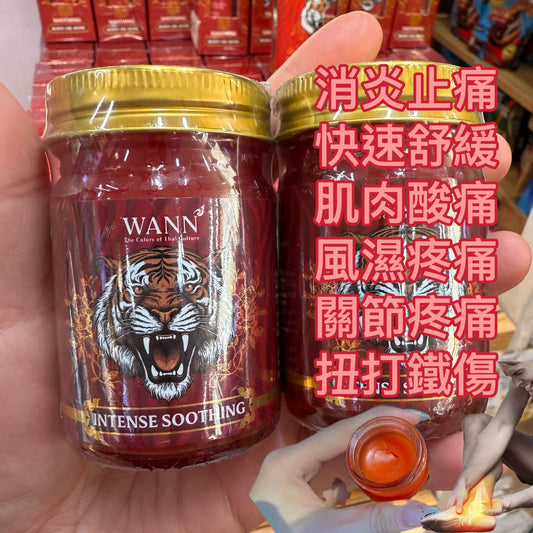 SOOTHING
WANN
The Colors of Thai Culture
INTENSE SOOTHING
消炎止痛
快速舒緩
肌肉酸痛
風濕疼痛
關節疼痛
扭打鐵傷